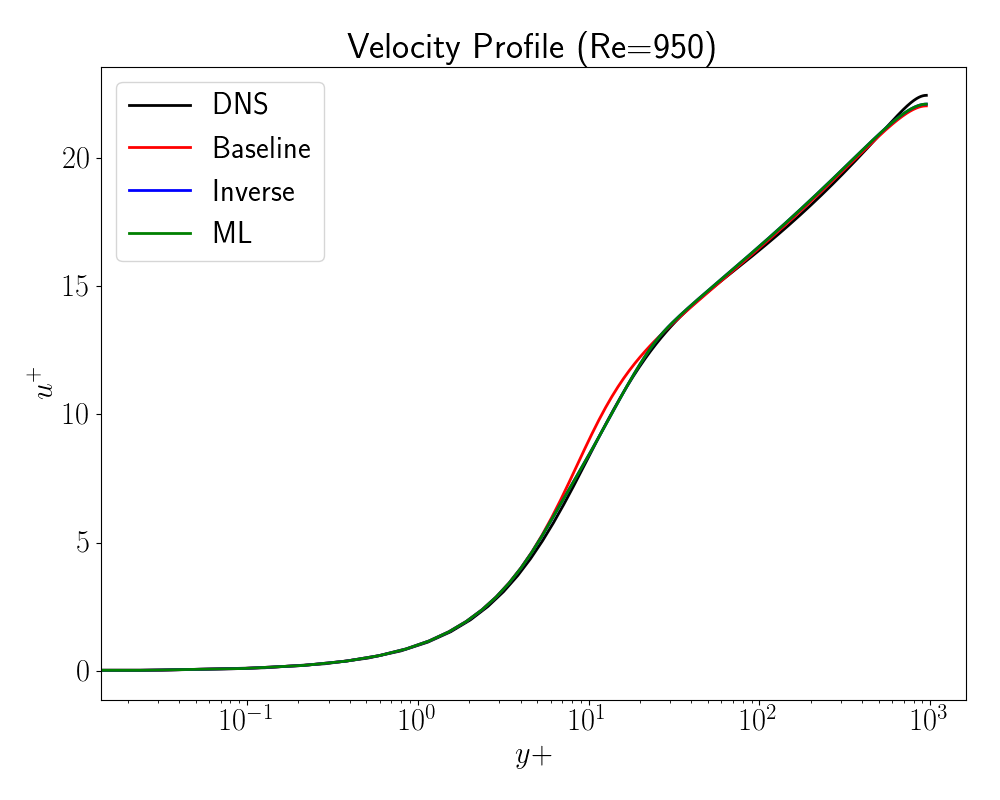 Velocity Profile (Re=950)
DNS
Baseline
Inverse
ML
20
15
10
5
0
u⁺
10⁻¹
10⁰
10¹
10²
10³
y+